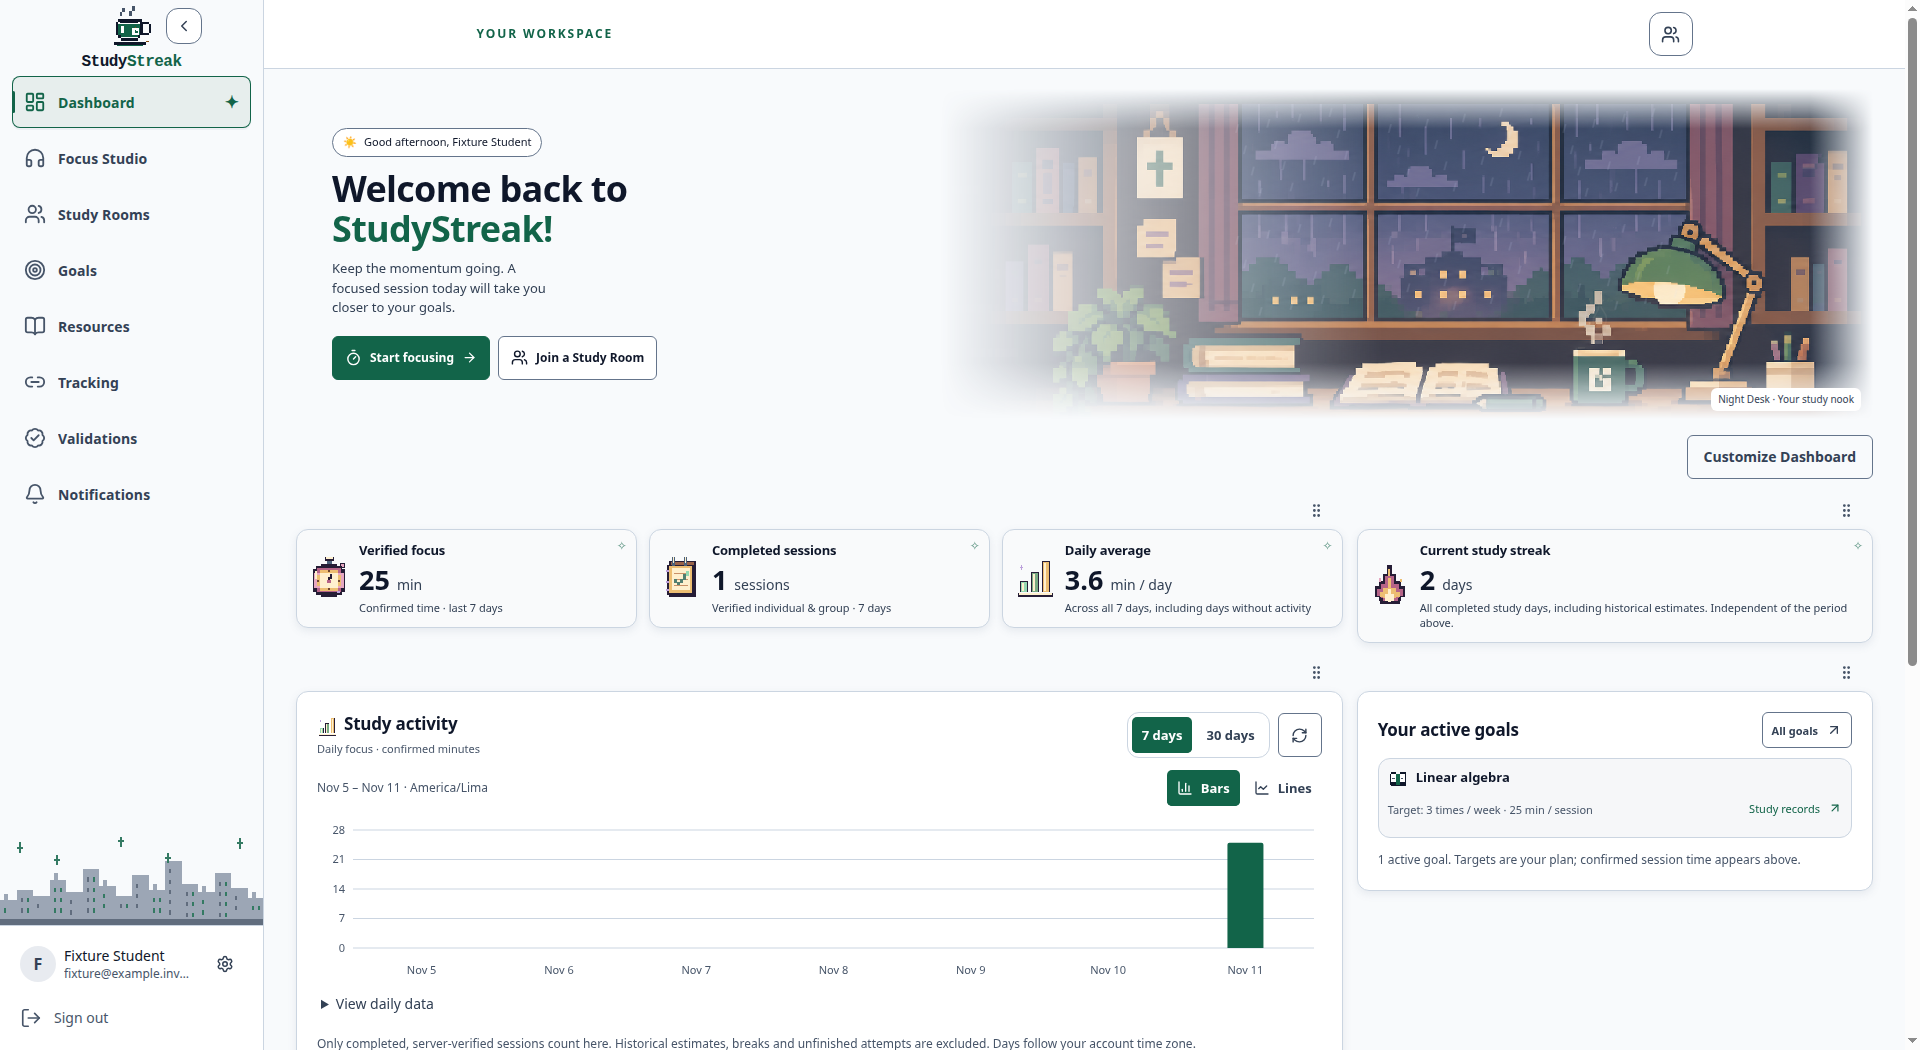 StudyStreak
Dashboard
Focus Studio
Study Rooms
Goals
Resources
Tracking
Validations
Notifications
F
Fixture Student
fixture@example.inv...
Sign out
YOUR WORKSPACE
Good afternoon, Fixture Student
Welcome back to
StudyStreak!
Keep the momentum going. A
focused session today will take you
closer to your goals.
Start focusing
Join a Study Room
Night Desk · Your study nook
Customize Dashboard
Verified focus
25 min
Confirmed time · last 7 days
Completed sessions
1 sessions
Verified individual & group · 7 days
Daily average
3.6 min / day
Across all 7 days, including days without activity
Current study streak
2 days
All completed study days, including historical estimates. Independent of the period
above.
Study activity
Daily focus · confirmed minutes
7 days
30 days
Nov 5 – Nov 11 · America/Lima
Bars
Lines
28
21
14
7
0
Nov 5
Nov 6
Nov 7
Nov 8
Nov 9
Nov 10
Nov 11
View daily data
Only completed, server-verified sessions count here. Historical estimates, breaks and unfinished attempts are excluded. Days follow your account time zone.
Your active goals
All goals
Linear algebra
Target: 3 times / week · 25 min / session
Study records
1 active goal. Targets are your plan; confirmed session time appears above.